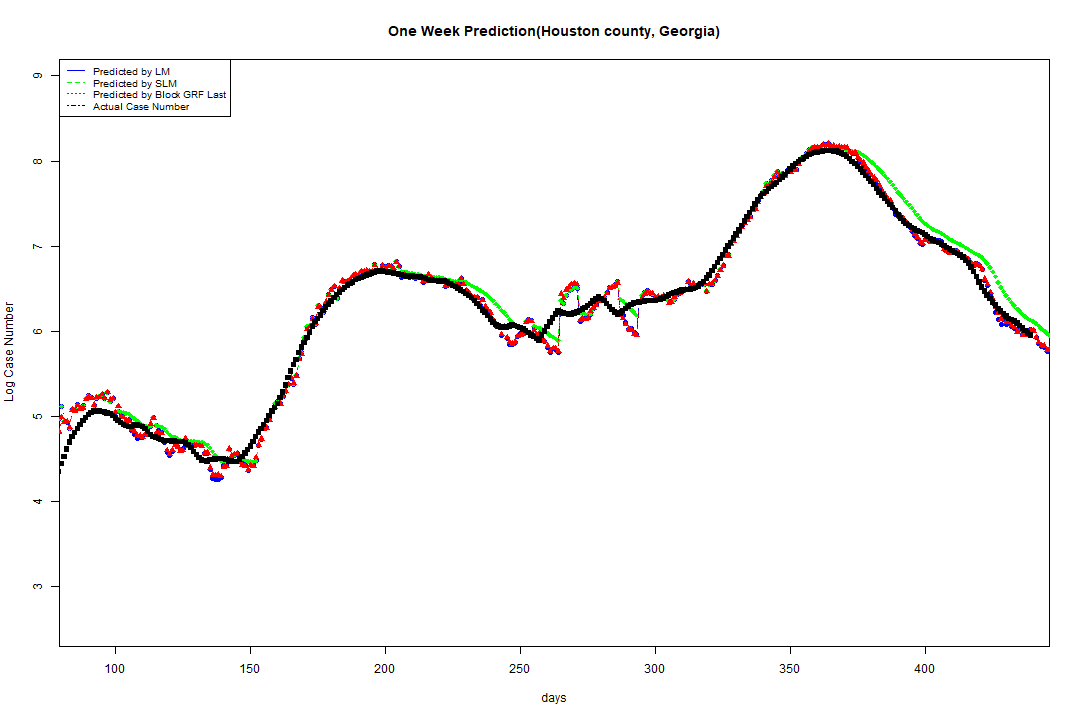 One Week Prediction(Houston county, Georgia)
Predicted by LM
Predicted by SLM
Predicted by Block GRF Last
Actual Case Number
9
8
7
6
5
4
3
Log Case Number
100 150 200 250 300 350 400
days